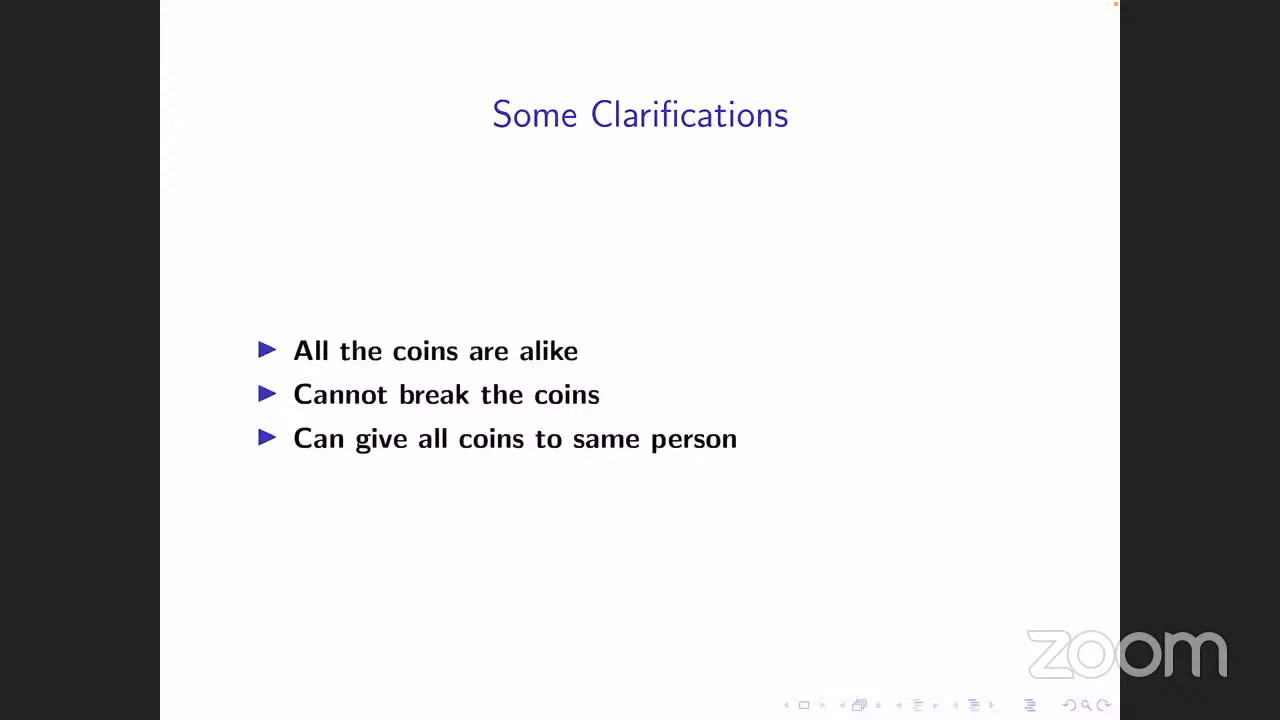 Some Clarifications
All the coins are alike
Cannot break the coins
Can give all coins to same person
zoom